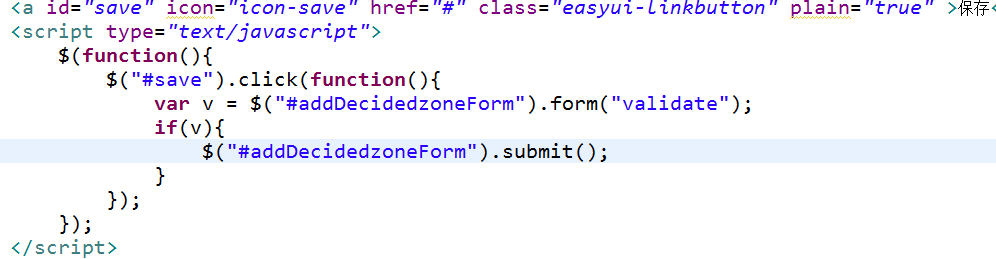 <a id="save" icon="icon-save" href="#" class="easyui-linkbutton" plain="true" >保存<
<script type="text/javascript">
$(function(){
$("#save").click(function(){
var v = $("#addDecidedzoneForm").form("validate");
if(v){
$("#addDecidedzoneForm").submit();
}
});
});
</script>